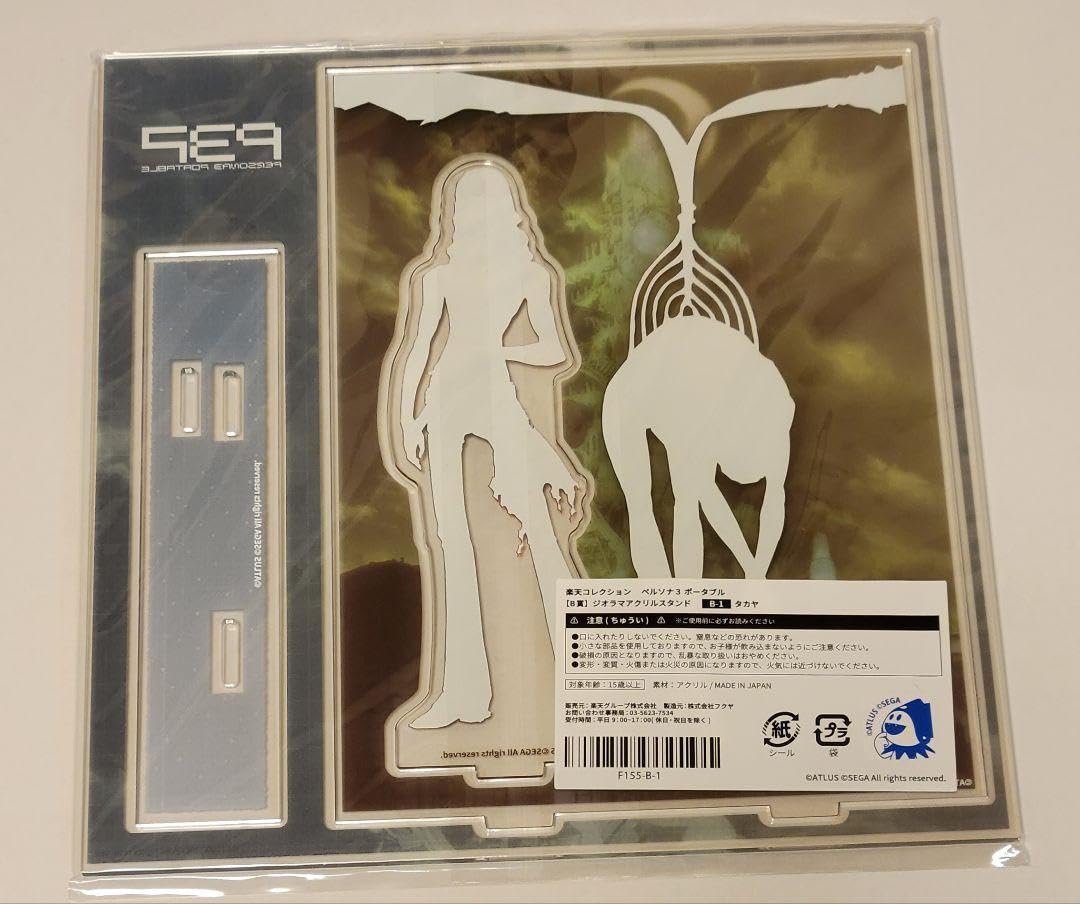 P3P
PERSONA3 PORTABLE
©ATLUS ©SEGA All rights reserved.
S ©SEGA All rights reserved.
楽天コレクション ペルソナ3 ポータブル
[B賞] ジオラマアクリルスタンド B-1 タカヤ
⚠ 注意(ちゅうい) ⚠ ※ご使用前に必ずお読みください
●口に入れたりしないでください。窒息などの恐れがあります。
●小さな部品を使用しておりますので、お子様が飲み込まないようにご注意ください。
●破損の原因となりますので、乱暴な取り扱いはおやめください。
●変形・変質・火傷または火災の原因になりますので、火気には近づけないでください。
対象年齢:15歳以上 素材:アクリル / MADE IN JAPAN
販売元:楽天グループ株式会社 製造元:株式会社フクヤ
お問い合わせ事務局:03-5623-7534
受付時間:平日 9:00~17:00( 休日・祝日を除く)
F155-B-1
紙
シール
プラ
袋
©ATLUS ©SEGA
©ATLUS ©SEGA All rights reserved.
©AT